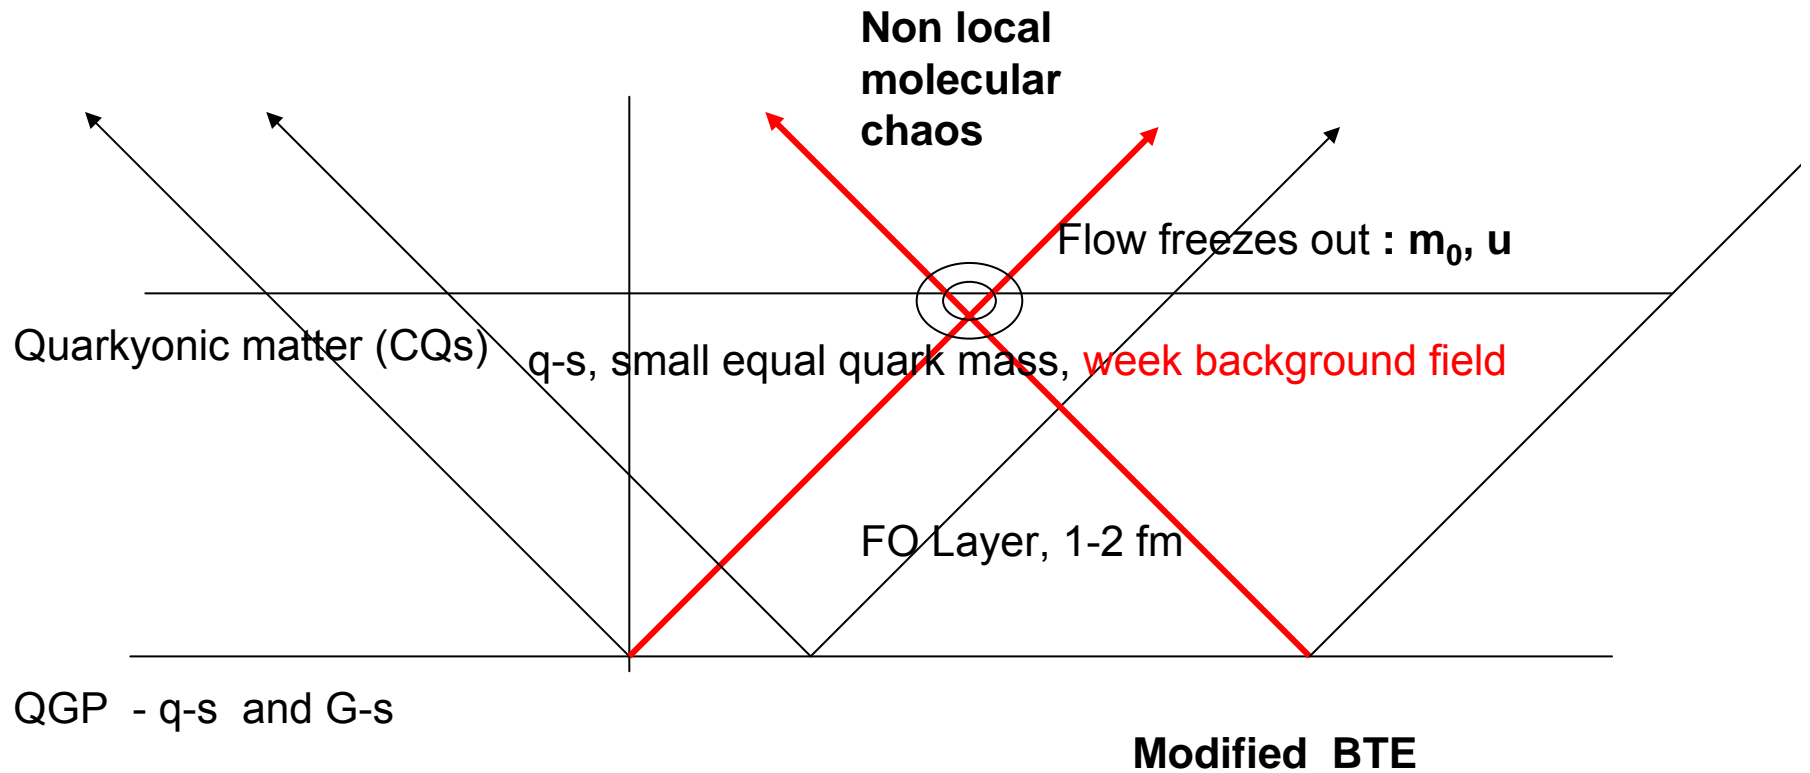 Non local
molecular
chaos
Flow freezes out : m₀, u
Quarkyonic matter (CQs)
q-s, small equal quark mass, week background field
FO Layer, 1-2 fm
QGP - q-s and G-s
Modified BTE